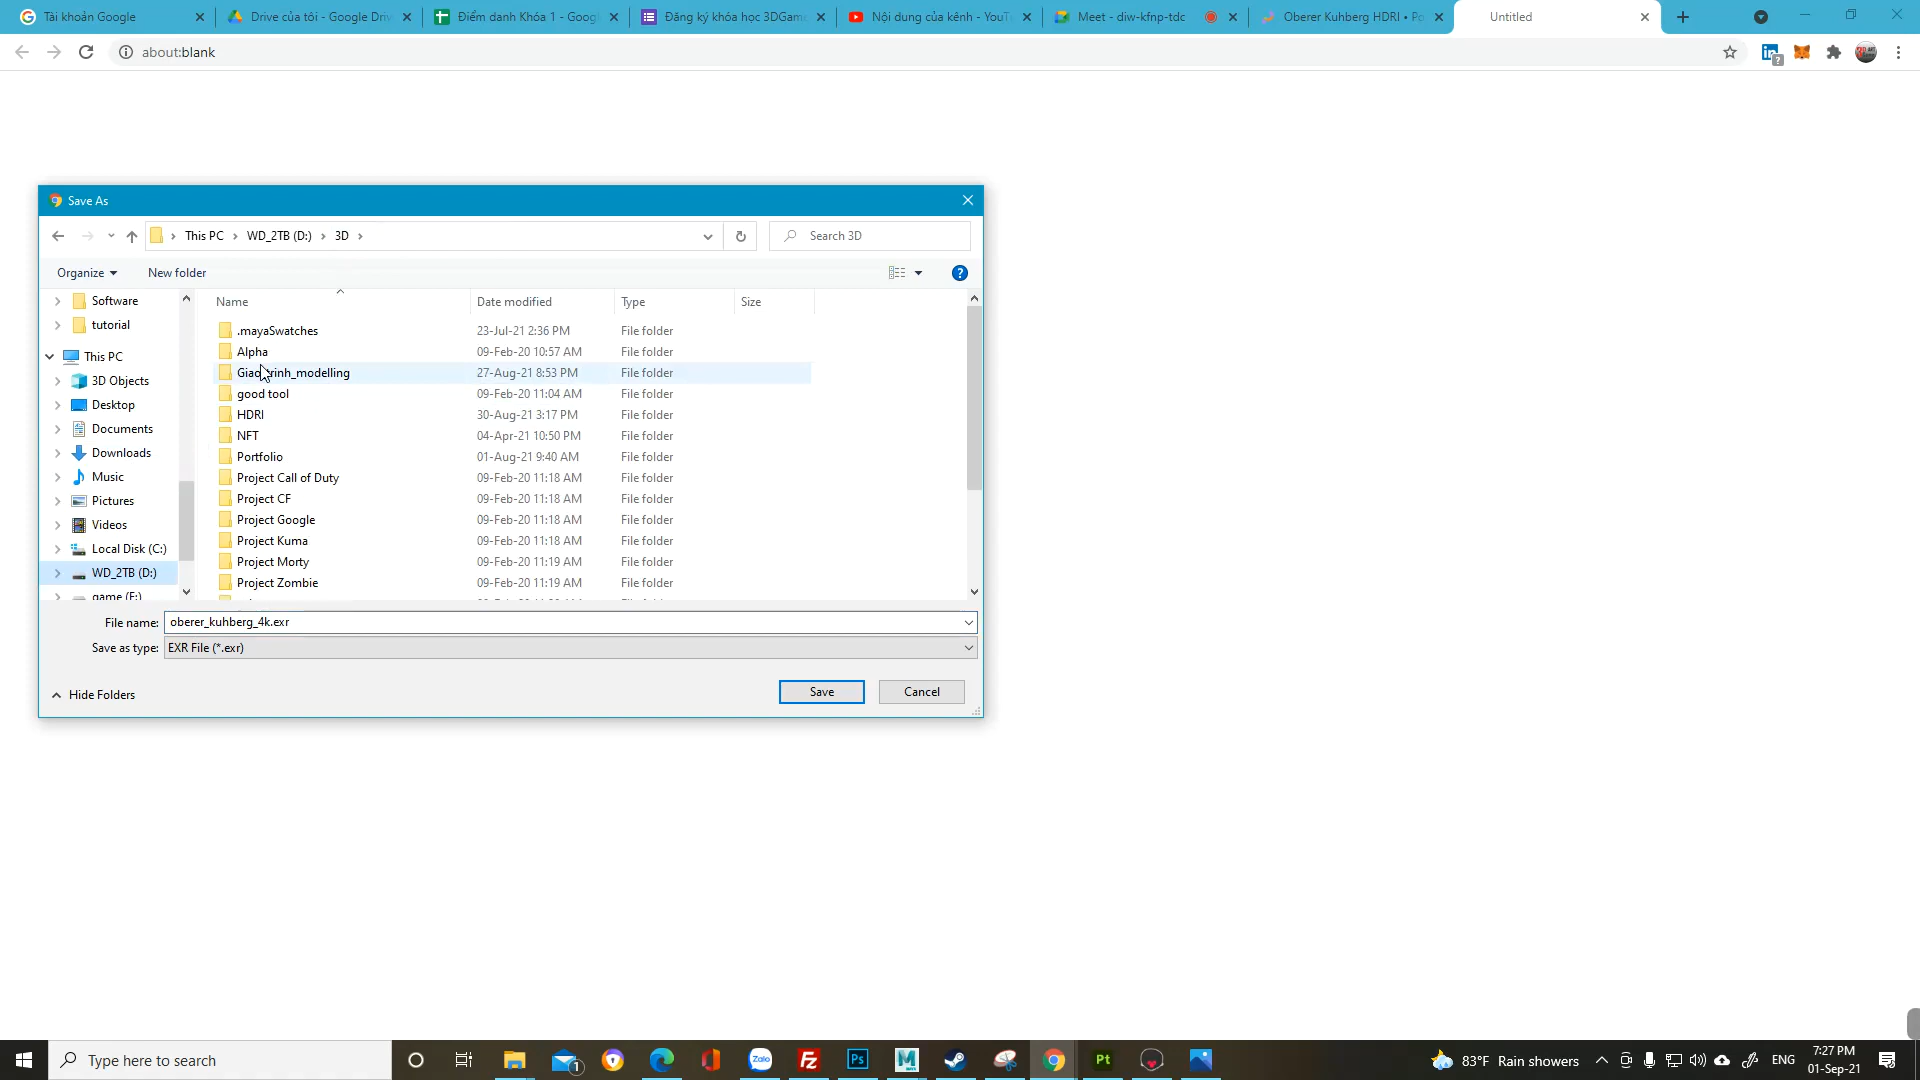 Tài khoản Google
Drive của tôi - Google Driv
Điểm danh Khóa 1 - Goog
Đăng ký khóa học 3DGam
Nội dung của kênh - YouT
Meet - diw-kfnp-tdc
Oberer Kuhberg HDRI • Po
Untitled
about:blank
Save As
This PC > WD_2TB (D:) > 3D >
Search 3D
Organize
New folder
Name Date modified Type Size
Software
tutorial
This PC
3D Objects
Desktop
Documents
Downloads
Music
Pictures
Videos
Local Disk (C:)
WD_2TB (D:)
game (E:)
.mayaSwatches 23-Jul-21 2:36 PM File folder
Alpha 09-Feb-20 10:57 AM File folder
27-Aug-21 8:53 PM File folder
good tool 09-Feb-20 11:04 AM File folder
HDRI 30-Aug-21 3:17 PM File folder
NFT 04-Apr-21 10:50 PM File folder
Portfolio 01-Aug-21 9:40 AM File folder
Project Call of Duty 09-Feb-20 11:18 AM File folder
Project CF 09-Feb-20 11:18 AM File folder
Project Google 09-Feb-20 11:18 AM File folder
Project Kuma 09-Feb-20 11:18 AM File folder
Project Morty 09-Feb-20 11:19 AM File folder
Project Zombie 09-Feb-20 11:19 AM File folder
File name: oberer_kuhberg_4k.exr
Save as type: EXR File (*.exr)
Hide Folders
Save
Cancel
Type here to search
1
Zalo
Fz
Ps
M
Pt
83°F Rain showers
ENG
7:27 PM
01-Sep-21